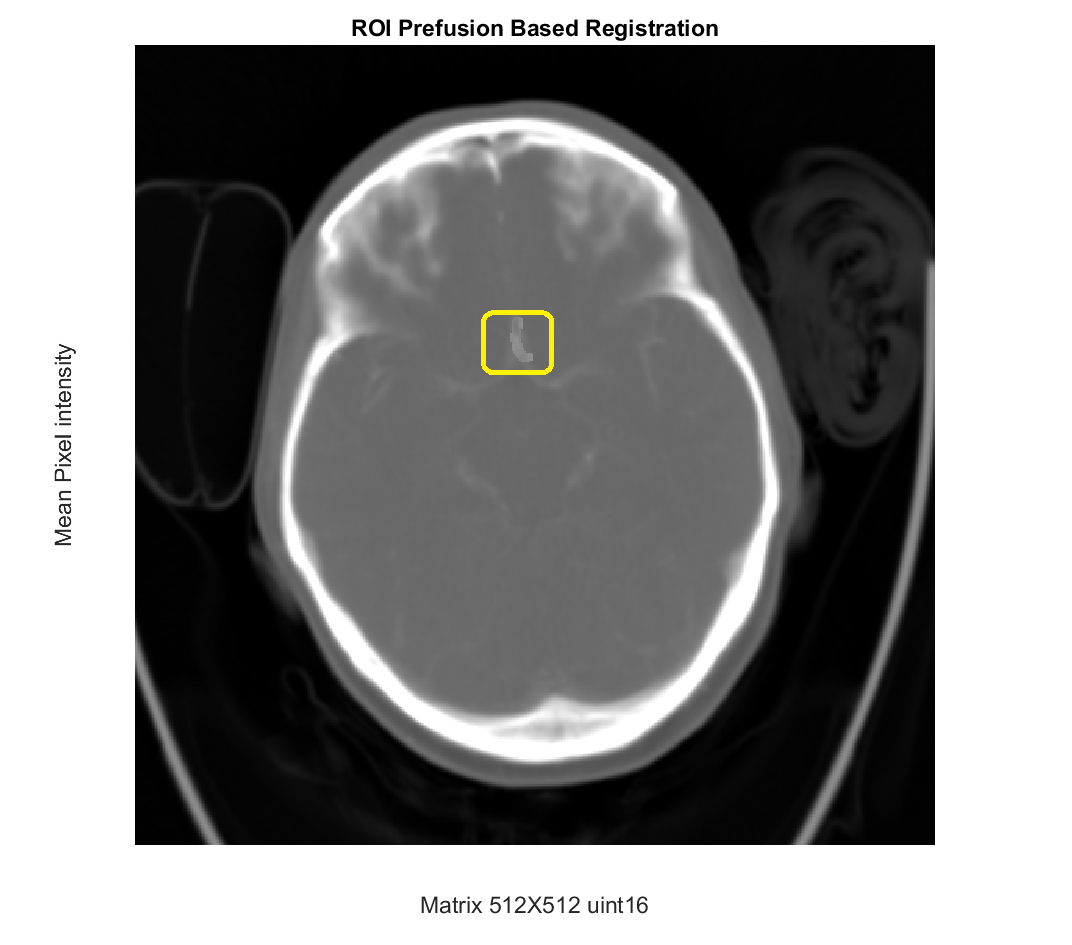 ROI Prefusion Based Registration
Mean Pixel intensity
Matrix 512X512 uint16